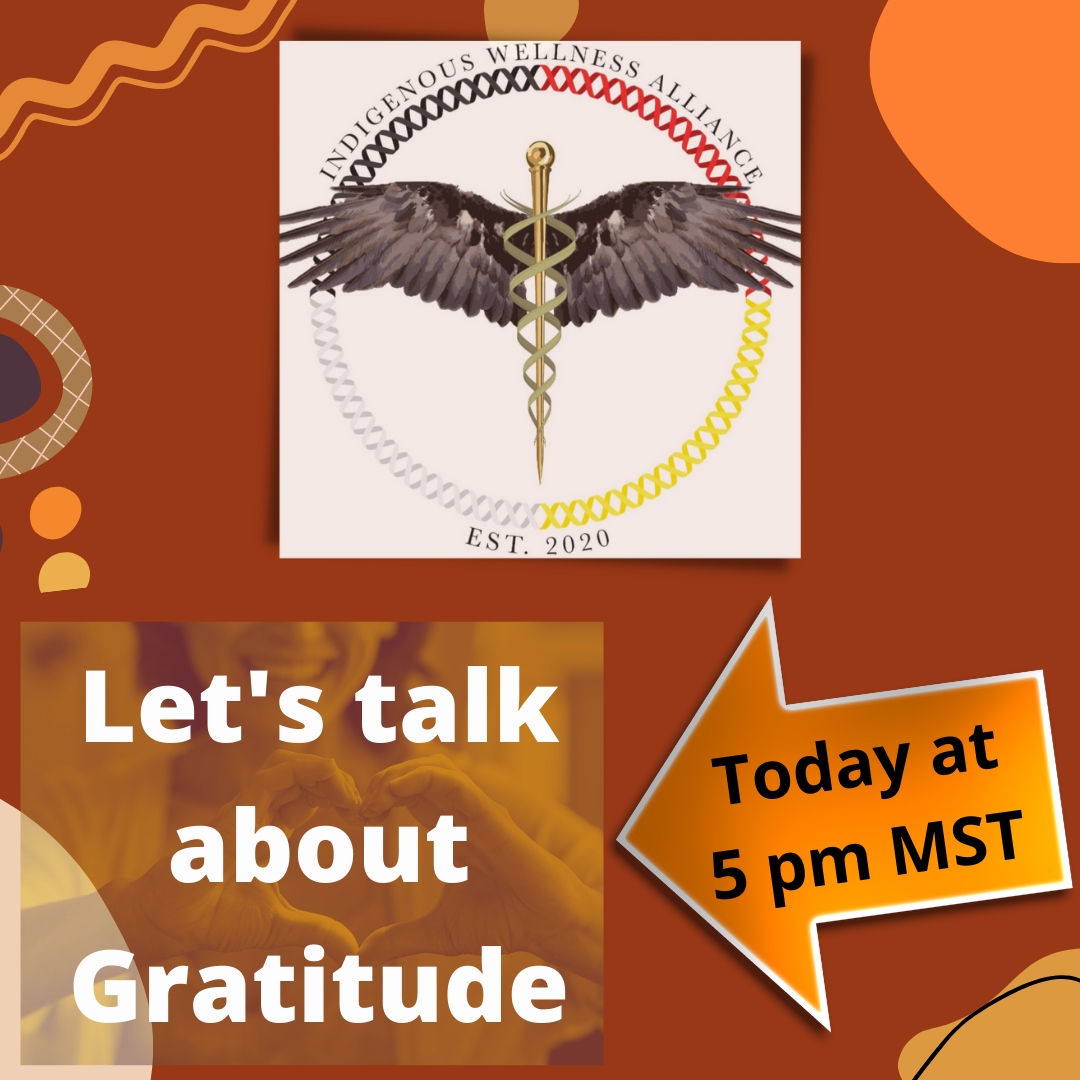 INDIGENOUS WELLNESS ALLIANCE
EST. 2020
Let's talk
about
Gratitude
Today at
5 pm MST